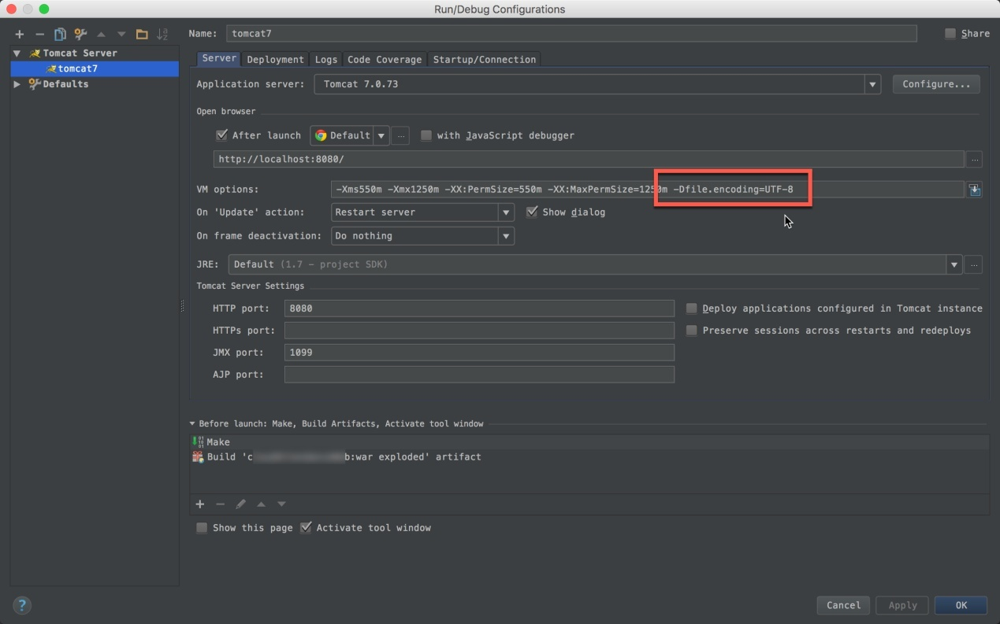 Run/Debug Configurations
Name: tomcat7
Share
Tomcat Server
tomcat7
Defaults
Server Deployment Logs Code Coverage Startup/Connection
Application server: Tomcat 7.0.73 Configure...
Open browser
After launch Default ... with JavaScript debugger
http://localhost:8080/ ...
VM options: -Xms550m -Xmx1250m -XX:PermSize=550m -XX:MaxPermSize=1250m -Dfile.encoding=UTF-8
On 'Update' action: Restart server Show dialog
On frame deactivation: Do nothing
JRE: Default (1.7 - project SDK) ...
Tomcat Server Settings
HTTP port: 8080 Deploy applications configured in Tomcat instance
HTTPs port: Preserve sessions across restarts and redeploys
JMX port: 1099
AJP port:
Before launch: Make, Build Artifacts, Activate tool window
Make
Build 'c b:war exploded' artifact
Show this page Activate tool window
? Cancel Apply OK